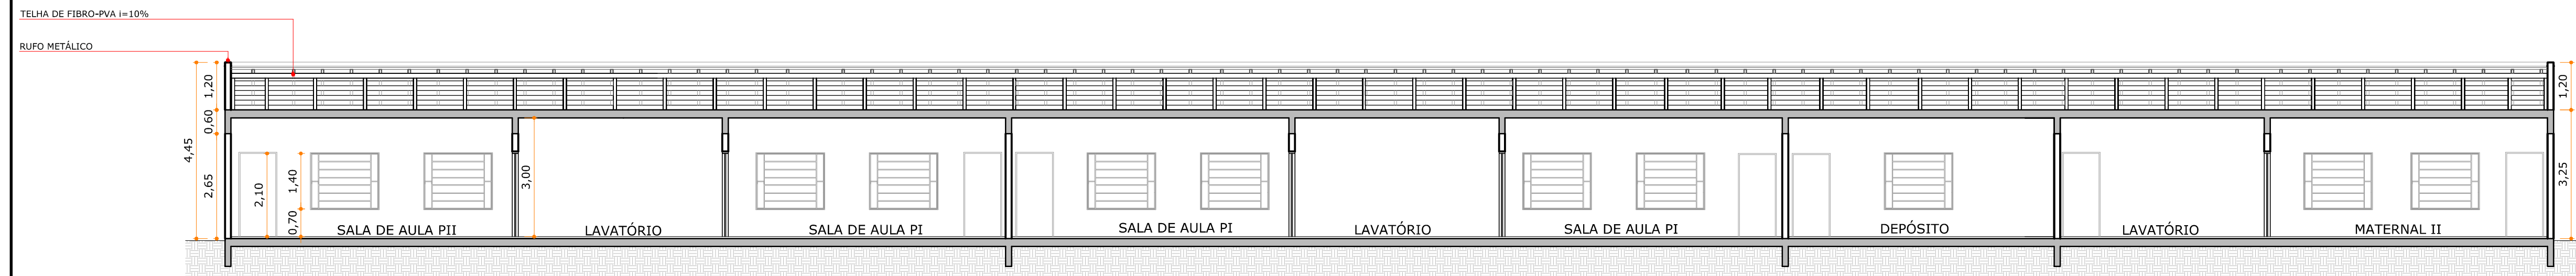 TELHA DE FIBRO-PVA i=10%
RUFO METÁLICO
1,20
0,60
4,45
2,65
2,10
1,40
0,70
3,00
1,20
3,25
SALA DE AULA PII
LAVATÓRIO
SALA DE AULA PI
SALA DE AULA PI
LAVATÓRIO
SALA DE AULA PI
DEPÓSITO
LAVATÓRIO
MATERNAL II